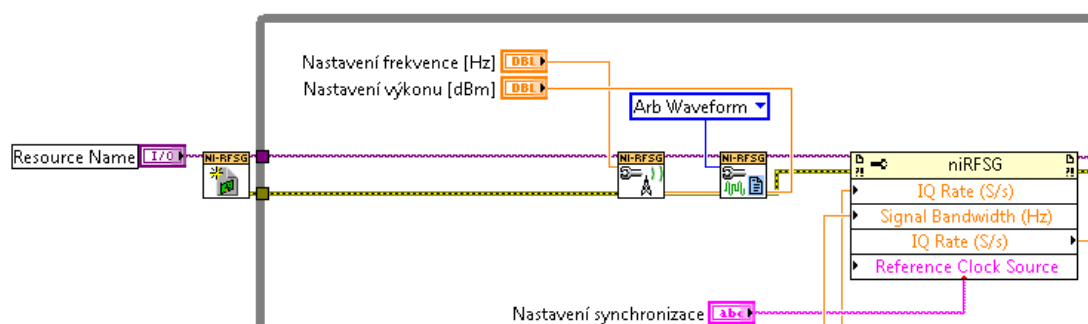 Nastavení frekvence [Hz] DBL
Nastavení výkonu [dBm] DBL
Arb Waveform
Resource Name I/O
NI-RFSG
NI-RFSG
NI-RFSG
niRFSG
IQ Rate (S/s)
Signal Bandwidth (Hz)
IQ Rate (S/s)
Reference Clock Source
Nastavení synchronizace abc